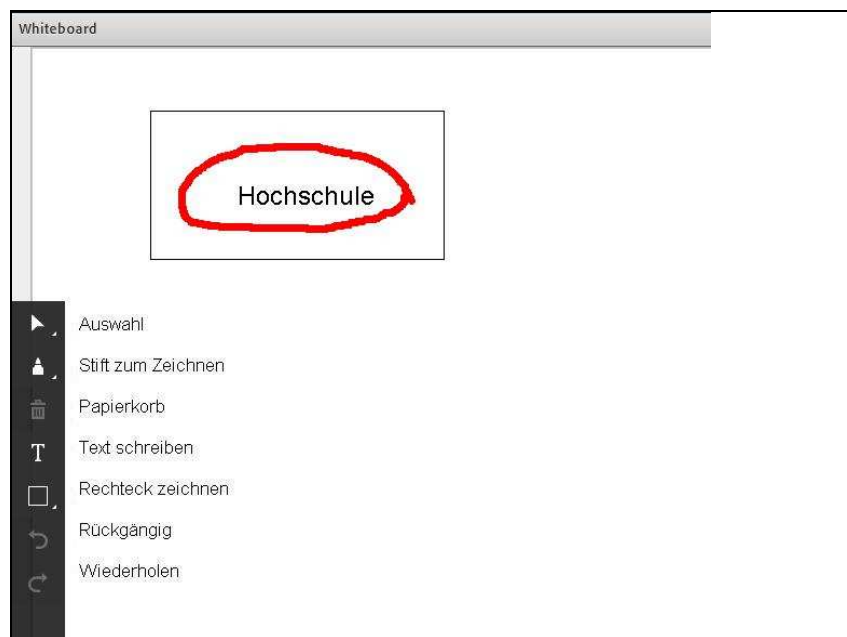 Whiteboard
Hochschule
Auswahl
Stift zum Zeichnen
Papierkorb
T Text schreiben
Rechteck zeichnen
Rückgängig
Wiederholen